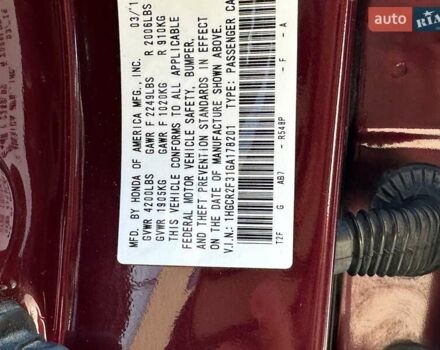 MFD. BY HONDA OF AMERICA MFG., INC. 03/1
GVWR 4200LBS GAWR F 2249LBS R 2006LBS
GVWR 1905KG GAWR F 1020KG R 910KG
THIS VEHICLE CONFORMS TO ALL APPLICABLE
FEDERAL MOTOR VEHICLE SAFETY, BUMPER,
AND THEFT PREVENTION STANDARDS IN EFFECT
ON THE DATE OF MANUFACTURE SHOWN ABOVE.
V.I.N.: 1HGCR2F31GA178201 TYPE: PASSENGER CA
T2F G AB7 - R548P - F - A
AUTO
RIA